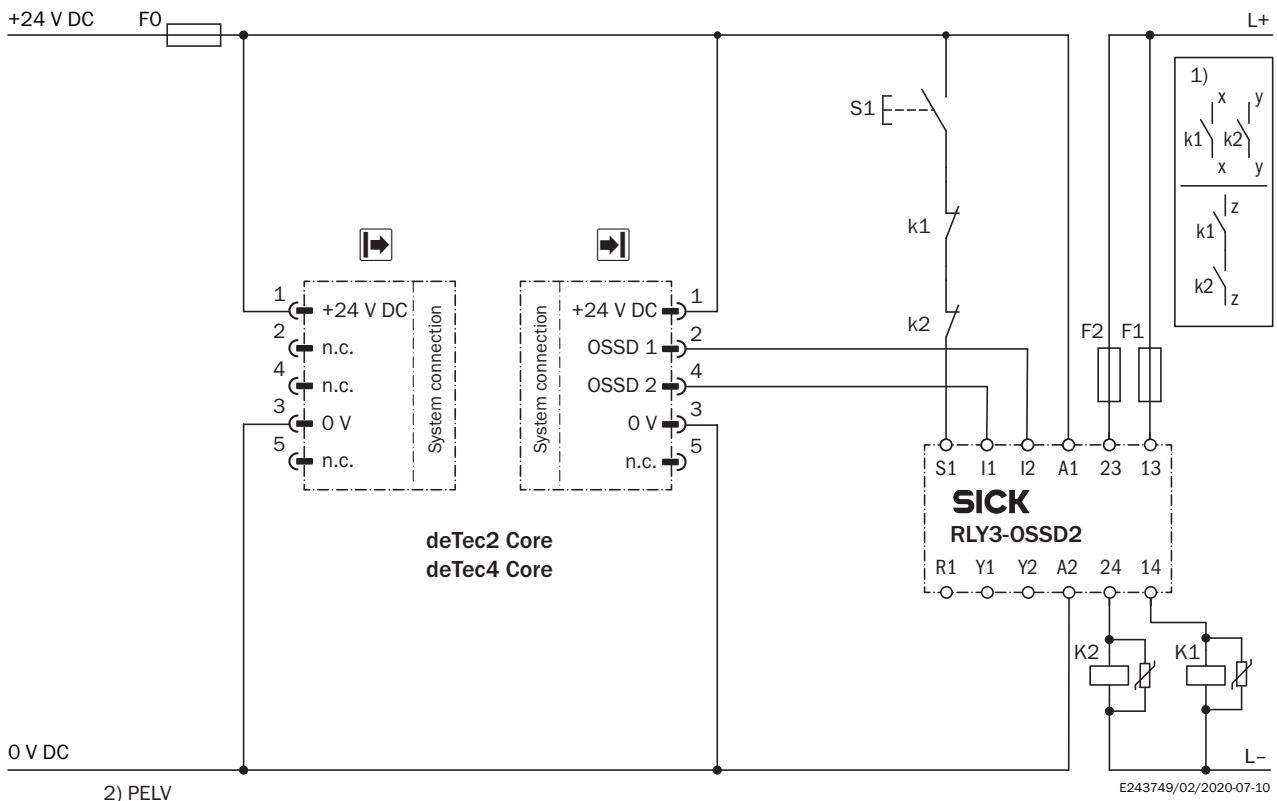 +24 V DC
F0
L+
1)
x
y
k1
k2
x
y
z
k1
k2
z
S1
k1
k2
F2
F1
1
2
4
3
5
+24 V DC
n.c.
n.c.
0 V
n.c.
System connection
System connection
+24 V DC
OSSD 1
OSSD 2
0 V
n.c.
1
2
4
3
5
deTec2 Core
deTec4 Core
S1
I1
I2
A1
23
13
SICK
RLY3-OSSD2
R1
Y1
Y2
A2
24
14
K2
K1
0 V DC
L–
2) PELV
E243749/02/2020-07-10